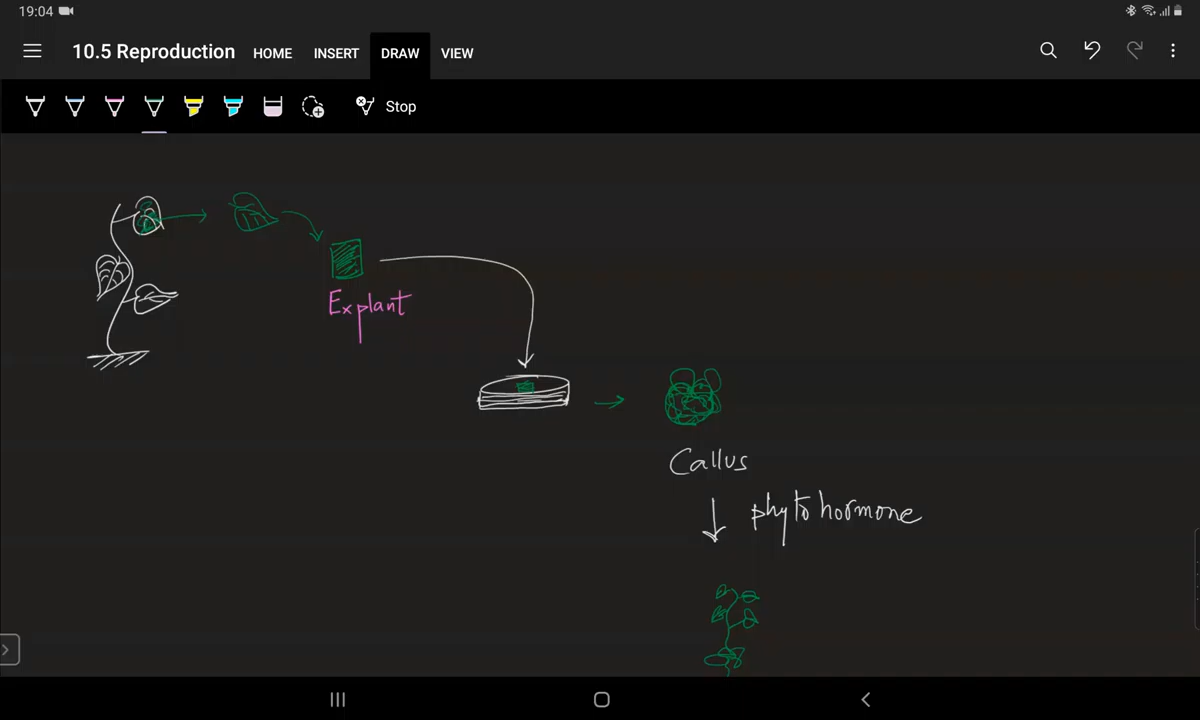 19:04
10.5 Reproduction HOME INSERT DRAW VIEW
Stop
Explant
Callus
phytohormone